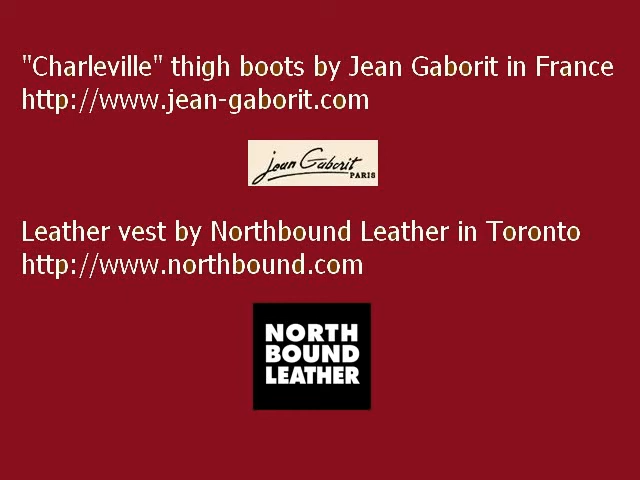 "Charleville" thigh boots by Jean Gaborit in France
http://www.jean-gaborit.com
Jean Gaborit
PARIS
Leather vest by Northbound Leather in Toronto
http://www.northbound.com
NORTH
BOUND
LEATHER